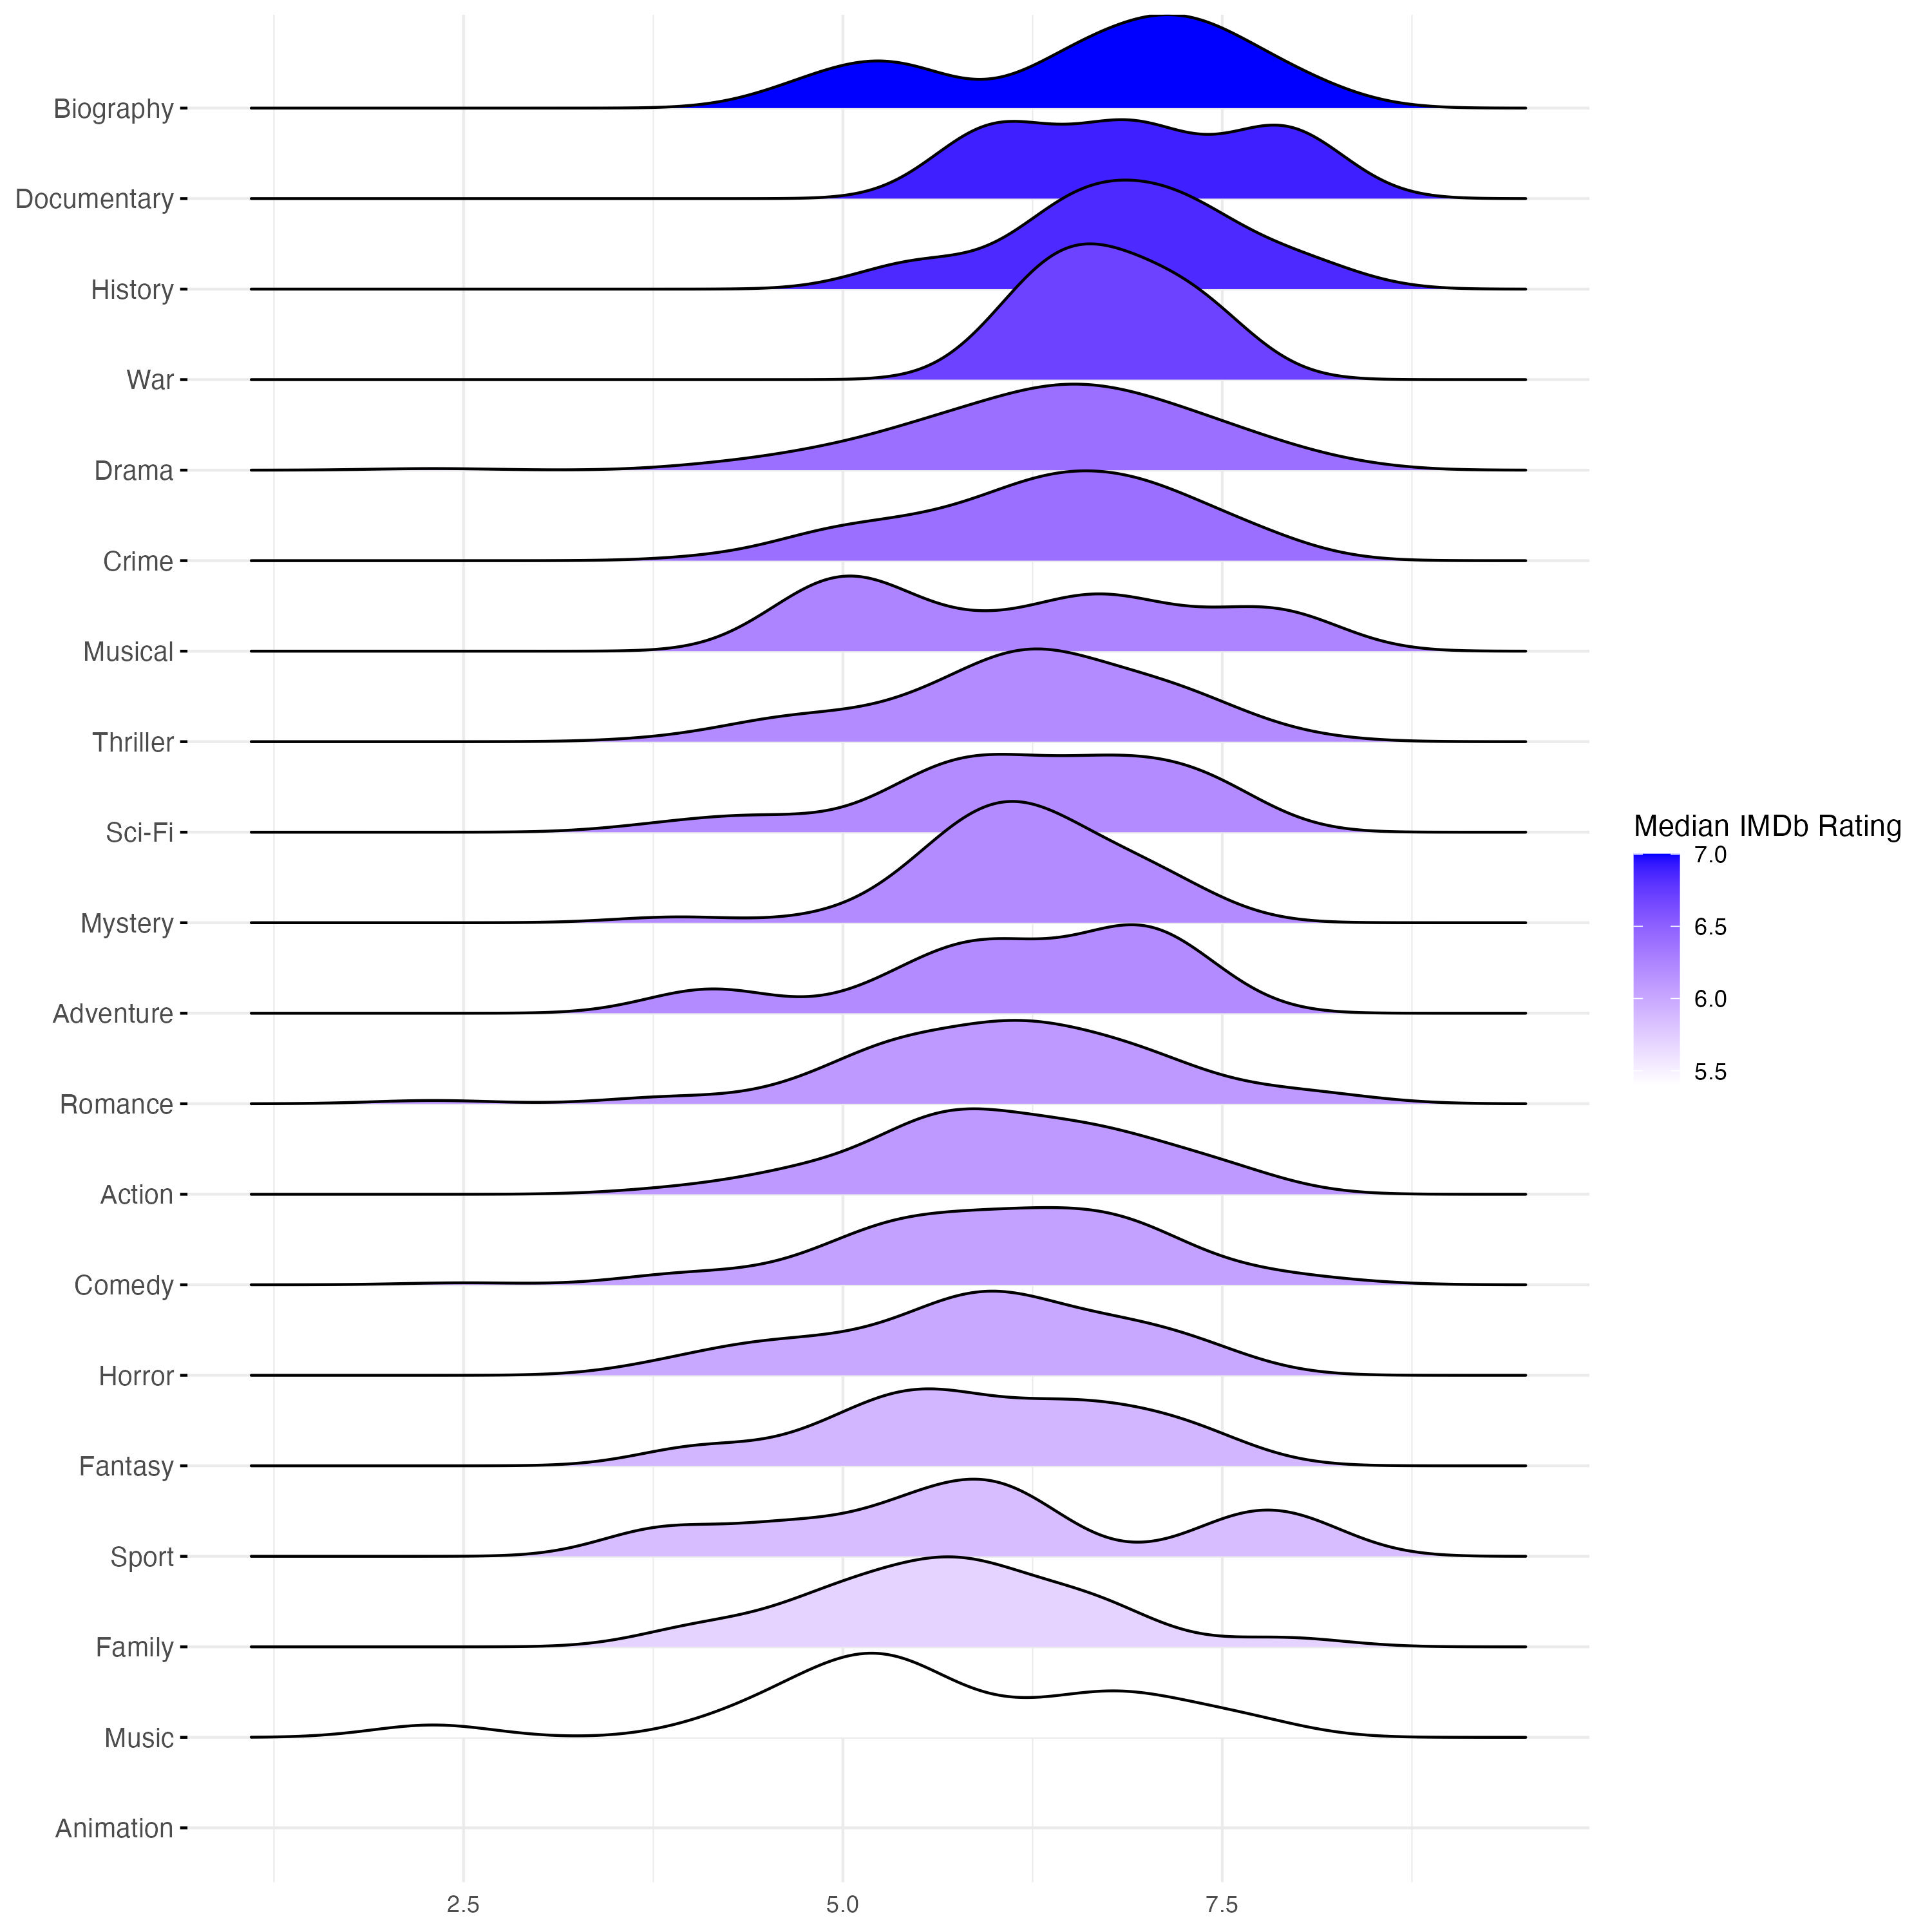 Biography
Documentary
History
War
Drama
Crime
Musical
Thriller
Sci-Fi
Mystery
Adventure
Romance
Action
Comedy
Horror
Fantasy
Sport
Family
Music
Animation
2.5 5.0 7.5
Median IMDb Rating
7.0
6.5
6.0
5.5